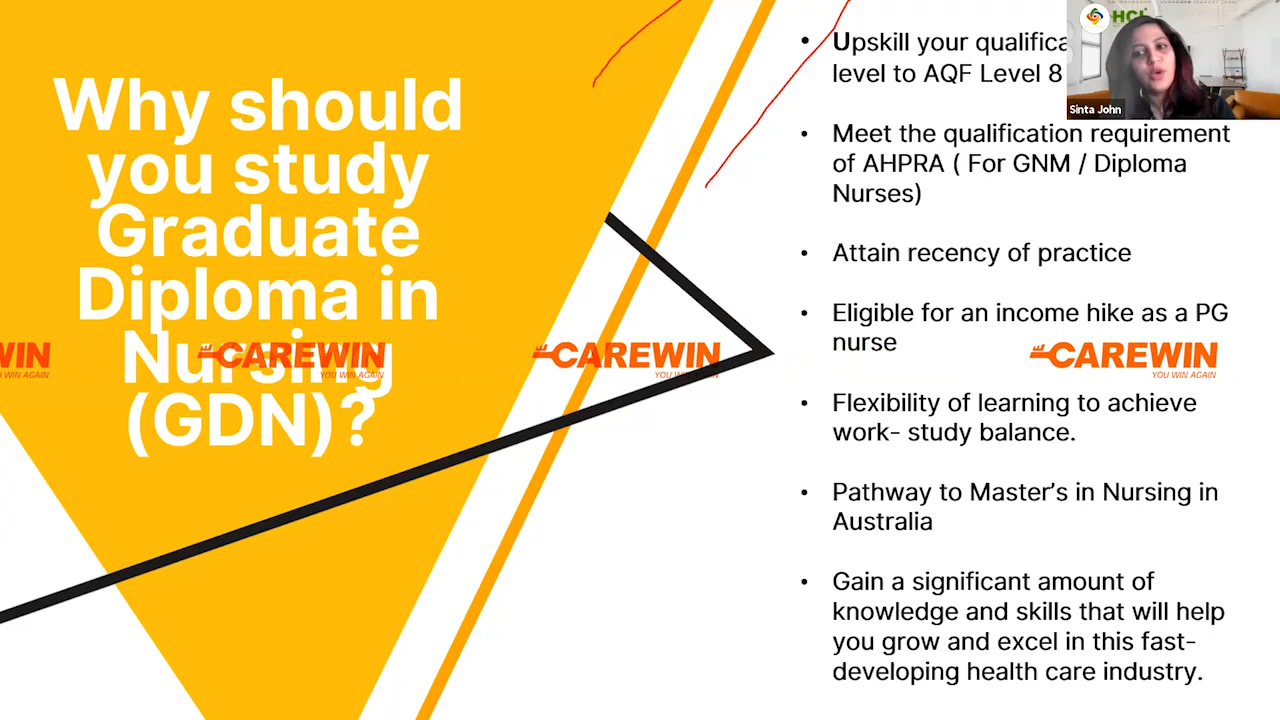 Why should
you study
Graduate
Diploma in
Nursing
(GDN)?
Upskill your
level to AQF Level 8
Meet the qualification requirement
of AHPRA ( For GNM / Diploma
Nurses)
Attain recency of practice
Eligible for an income hike as a PG
nurse
Flexibility of learning to achieve
work- study balance.
Pathway to Master's in Nursing in
Australia
Gain a significant amount of
knowledge and skills that will help
you grow and excel in this fast-
developing health care industry.
Sinta John
WIN
WIN AGAIN
CAREWIN
YOU WIN AGAIN
CAREWIN
YOU WIN AGAIN
CAREWIN
YOU WIN AGAIN